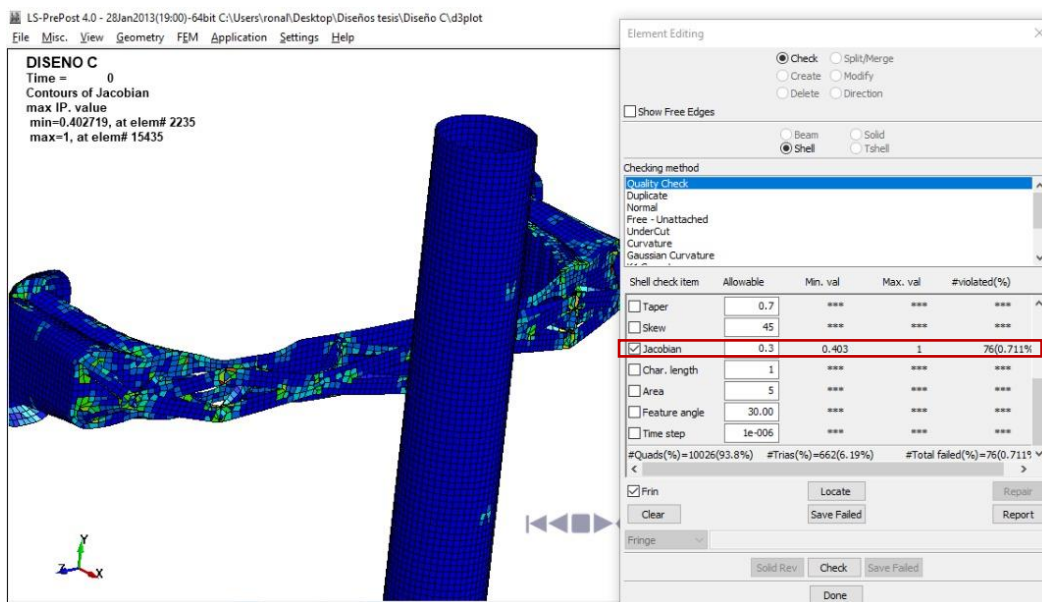 LS-PrePost 4.0 - 28Jan2013(19:00)-64bit C:\Users\ronal\Desktop\Diseños tesis\Diseño C\d3plot
File Misc. View Geometry FEM Application Settings Help
DISENO C
Time = 0
Contours of Jacobian
max IP. value
min=0.402719, at elem# 2235
max=1, at elem# 15435
Y
Z
X
Element Editing
Check Split/Merge
Create Modify
Delete Direction
Show Free Edges
Beam Solid
Shell Tshell
Checking method
Quality Check
Duplicate
Normal
Free - Unattached
UnderCut
Curvature
Gaussian Curvature
Shell check item Allowable Min. val Max. val #violated(%)
Taper 0.7 *** *** ***
Skew 45 *** *** ***
Jacobian 0.3 0.403 1 76(0.711%
Char. length 1 *** *** ***
Area 5 *** *** ***
Feature angle 30.00 *** *** ***
Time step 1e-006 *** *** ***
#Quads(%)=10026(93.8%) #Trias(%)=662(6.19%) #Total failed(%)=76(0.711%
Frin Locate Repair
Clear Save Failed Report
Fringe
Solid Rev Check Save Failed
Done